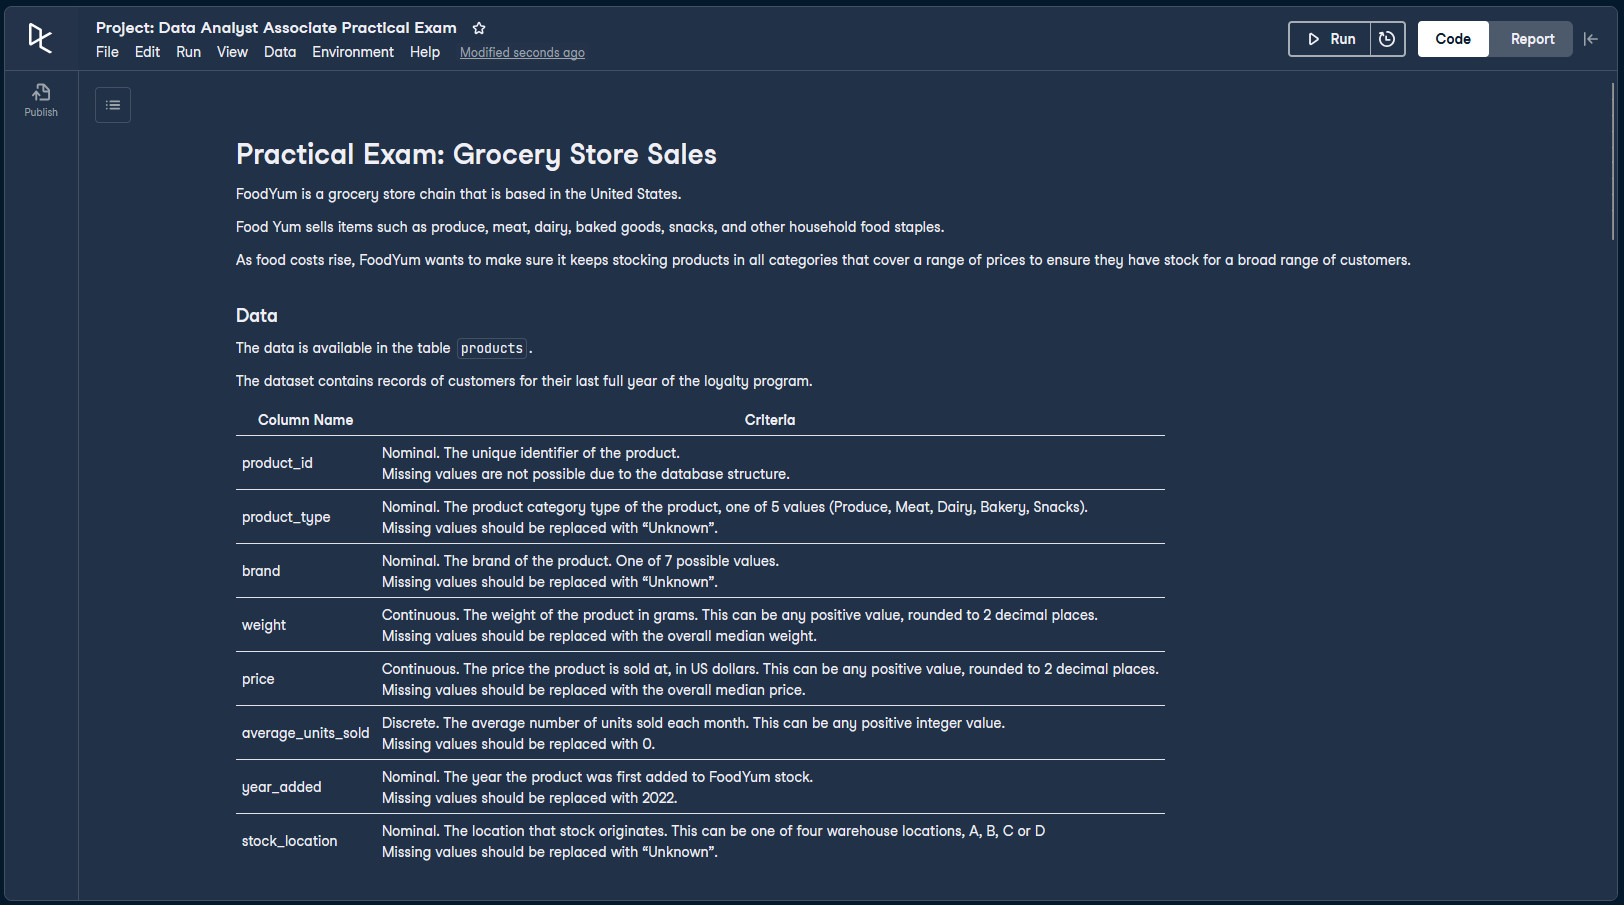 Project: Data Analyst Associate Practical Exam
File Edit Run View Data Environment Help Modified seconds ago
Run
Code
Report
Publish
Practical Exam: Grocery Store Sales
FoodYum is a grocery store chain that is based in the United States.
Food Yum sells items such as produce, meat, dairy, baked goods, snacks, and other household food staples.
As food costs rise, FoodYum wants to make sure it keeps stocking products in all categories that cover a range of prices to ensure they have stock for a broad range of customers.
Data
The data is available in the table products.
The dataset contains records of customers for their last full year of the loyalty program.
Column Name Criteria
product_id
Nominal. The unique identifier of the product.
Missing values are not possible due to the database structure.
product_type
Nominal. The product category type of the product, one of 5 values (Produce, Meat, Dairy, Bakery, Snacks).
Missing values should be replaced with “Unknown”.
brand
Nominal. The brand of the product. One of 7 possible values.
Missing values should be replaced with “Unknown”.
weight
Continuous. The weight of the product in grams. This can be any positive value, rounded to 2 decimal places.
Missing values should be replaced with the overall median weight.
price
Continuous. The price the product is sold at, in US dollars. This can be any positive value, rounded to 2 decimal places.
Missing values should be replaced with the overall median price.
average_units_sold
Discrete. The average number of units sold each month. This can be any positive integer value.
Missing values should be replaced with 0.
year_added
Nominal. The year the product was first added to FoodYum stock.
Missing values should be replaced with 2022.
stock_location
Nominal. The location that stock originates. This can be one of four warehouse locations, A, B, C or D
Missing values should be replaced with “Unknown”.